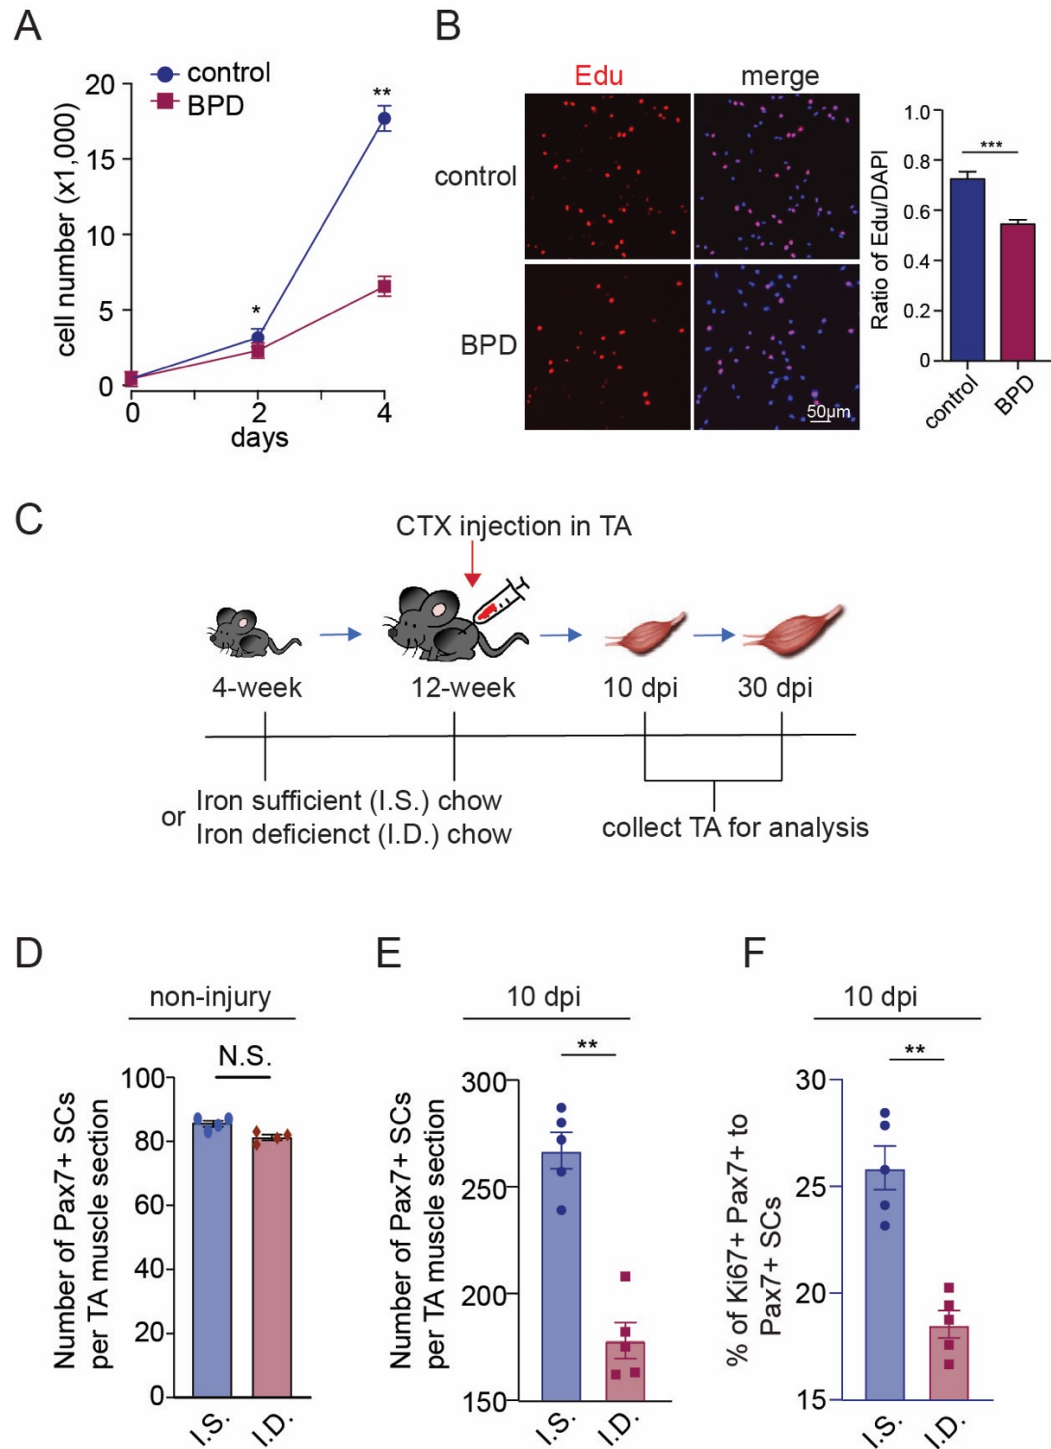 A
control
BPD
cell number (x1,000)
20
15
10
5
0
*
**
0
2
4
days
B
Edu
merge
control
BPD
50μm
Ratio of Edu/DAPI
1.0
0.8
0.6
0.4
0.2
0
***
control
BPD
C
CTX injection in TA
4-week
12-week
10 dpi
30 dpi
or
Iron sufficient (I.S.) chow
Iron deficienct (I.D.) chow
collect TA for analysis
D
non-injury
N.S.
Number of Pax7+ SCs
per TA muscle section
100
80
60
40
20
0
I.S.
I.D.
E
10 dpi
**
Number of Pax7+ SCs
per TA muscle section
300
250
200
150
I.S.
I.D.
F
10 dpi
**
% of Ki67+ Pax7+ to
Pax7+ SCs
30
25
20
15
I.S.
I.D.